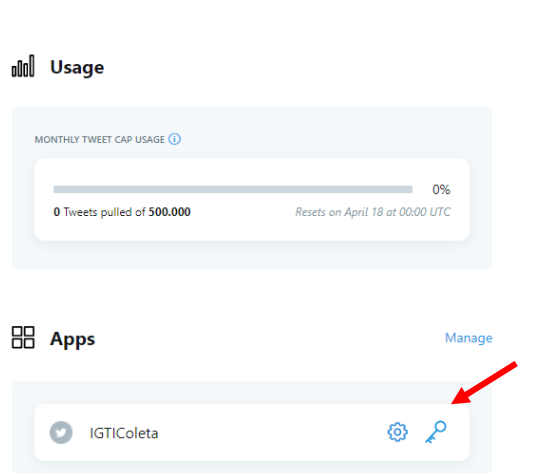 Usage
MONTHLY TWEET CAP USAGE
0%
0 Tweets pulled of 500.000
Resets on April 18 at 00:00 UTC
Apps
Manage
IGTIColeta